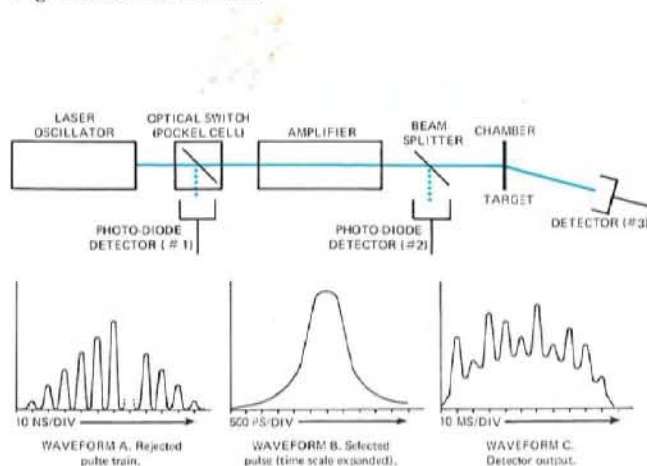 LASER
OSCILLATOR
OPTICAL SWITCH
(POCKEL CELL)
AMPLIFIER
BEAM
SPLITTER
CHAMBER
TARGET
PHOTO-DIODE
DETECTOR (#1)
PHOTO-DIODE
DETECTOR (#2)
DETECTOR (#3)
10 NS/DIV
500 PS/DIV
10 MS/DIV
WAVEFORM A. Rejected
pulse train.
WAVEFORM B. Selected
pulse (time scale expanded).
WAVEFORM C.
Detector output.